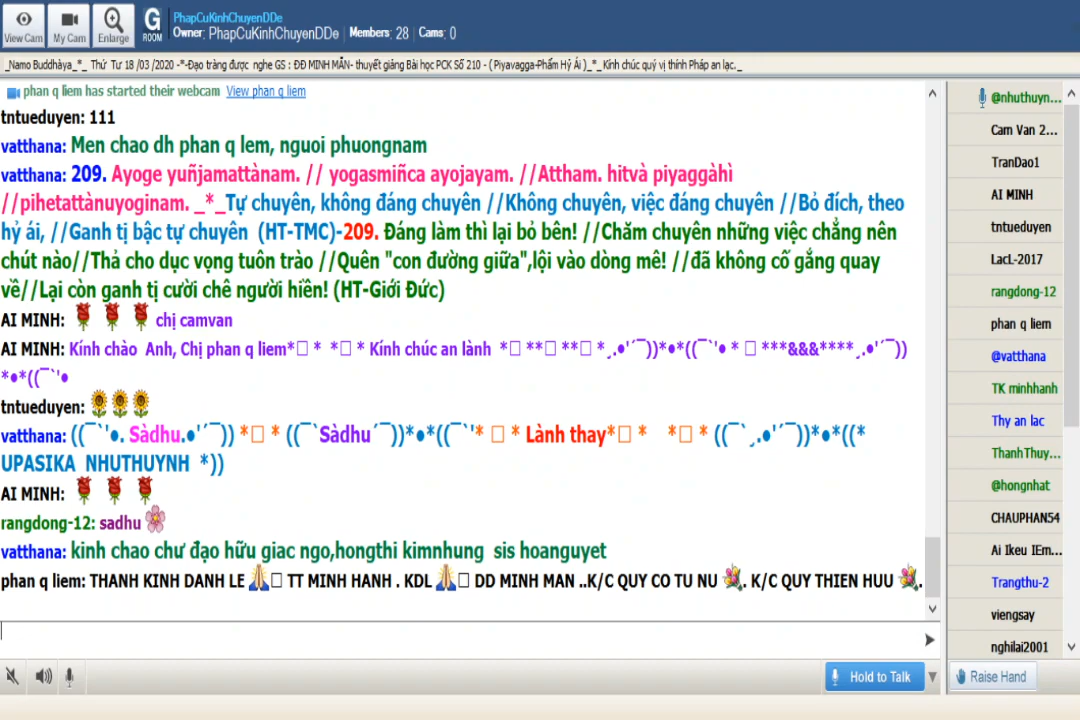 View Cam
My Cam
Enlarge
G
ROOM
PhapCuKinhChuyenDDe
Owner: PhapCuKinhChuyenDDe | Members: 28 | Cams: 0
_Namo Buddhàya_*_ Thứ Tư 18 /03 /2020 -*-Đạo tràng được nghe GS : ĐĐ MINH MẪN- thuyết giảng Bài học PCK Số 210 - ( Piyavagga-Phẩm Hỷ Ái )_*_Kính chúc quý vị thính Pháp an lạc._
phan q liem has started their webcam View phan q liem
tntueduyen: 111
vatthana: Men chao dh phan q lem, nguoi phuongnam
vatthana: 209. Ayoge yuñjamattànam. // yogasmiñca ayojayam. //Attham. hitvà piyaggàhì
//pihetattànuyoginam. _*_Tự chuyên, không đáng chuyên //Không chuyên, việc đáng chuyên //Bỏ đích, theo
hỷ ái, //Ganh tị bậc tự chuyên (HT-TMC)-209. Đáng làm thì lại bỏ bên! //Chăm chuyên những việc chẳng nên
chút nào//Thả cho dục vọng tuôn trào //Quên "con đường giữa",lội vào dòng mê! //đã không cố gắng quay
về//Lại còn ganh tị cười chê người hiền! (HT-Giới Đức)
AI MINH: chị camvan
AI MINH: Kính chào Anh, Chị phan q liem*□ * *□ * Kính chúc an lành *□ **□ **□ *¸.•'´¯))*•*((¯`'• * □ ***&&&****¸.•'´¯))
*•*((¯`'•
tntueduyen:
vatthana: ((¯`'•. Sàdhu.•'´¯)) *□ * ((¯`Sàdhu´¯))*•*((¯`'* □ * Lành thay*□ * *□ * ((¯`¸.•'´¯))*•*((*
UPASIKA NHUTHUYNH *))
AI MINH:
rangdong-12: sadhu
vatthana: kinh chao chư đạo hữu giac ngo,hongthi kimnhung sis hoanguyet
phan q liem: THANH KINH DANH LE □ TT MINH HANH . KDL □ DD MINH MAN ..K/C QUY CO TU NU . K/C QUY THIEN HUU .
@nhuthuyn...
Cam Van 2...
TranDao1
AI MINH
tntueduyen
LacL-2017
rangdong-12
phan q liem
@vatthana
TK minhhanh
Thy an lac
ThanhThuy...
@hongnhat
CHAUPHAN54
Ai Ikeu IEm...
Trangthu-2
viengsay
nghilai2001
Hold to Talk
Raise Hand